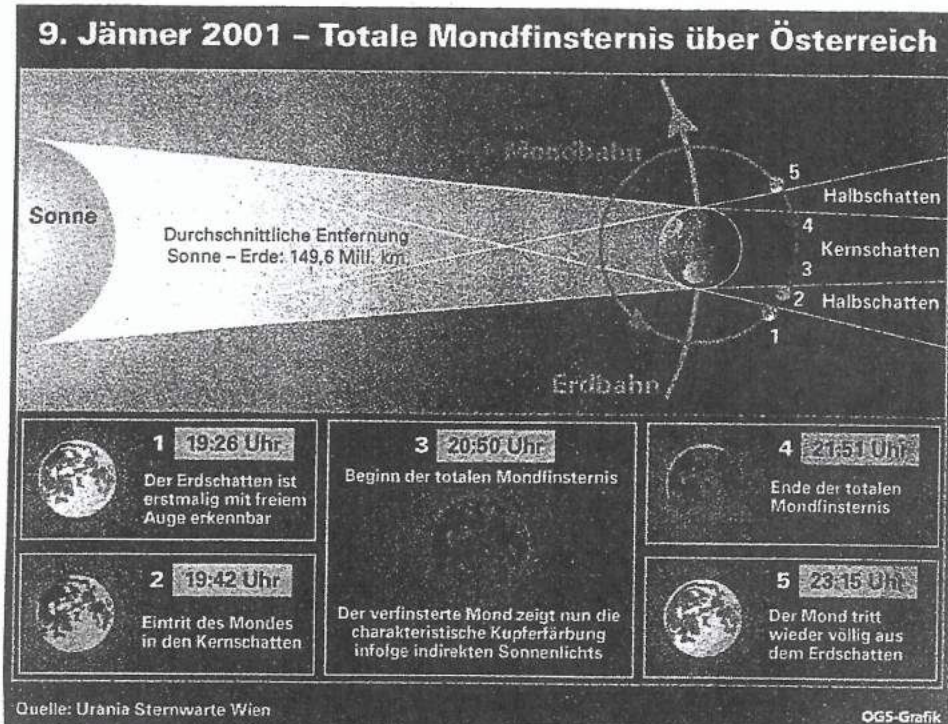 9. Jänner 2001 – Totale Mondfinsternis über Österreich
Mondbahn
5
Halbschatten
Sonne
4
Durchschnittliche Entfernung
Sonne – Erde: 149,6 Mill. km.
Kernschatten
3
2
Halbschatten
1
Erdbahn
1 19:26 Uhr
Der Erdschatten ist
erstmalig mit freiem
Auge erkennbar
2 19:42 Uhr
Eintrit des Mondes
in den Kernschatten
3 20:50 Uhr
Beginn der totalen Mondfinsternis
Der verfinsterte Mond zeigt nun die
charakteristische Kupferfärbung
infolge indirekten Sonnenlichts
4 21:51 Uhr
Ende der totalen
Mondfinsternis
5 23:15 Uhr
Der Mond tritt
wieder völlig aus
dem Erdschatten
Quelle: Urania Sternwarte Wien
OGS-Grafik